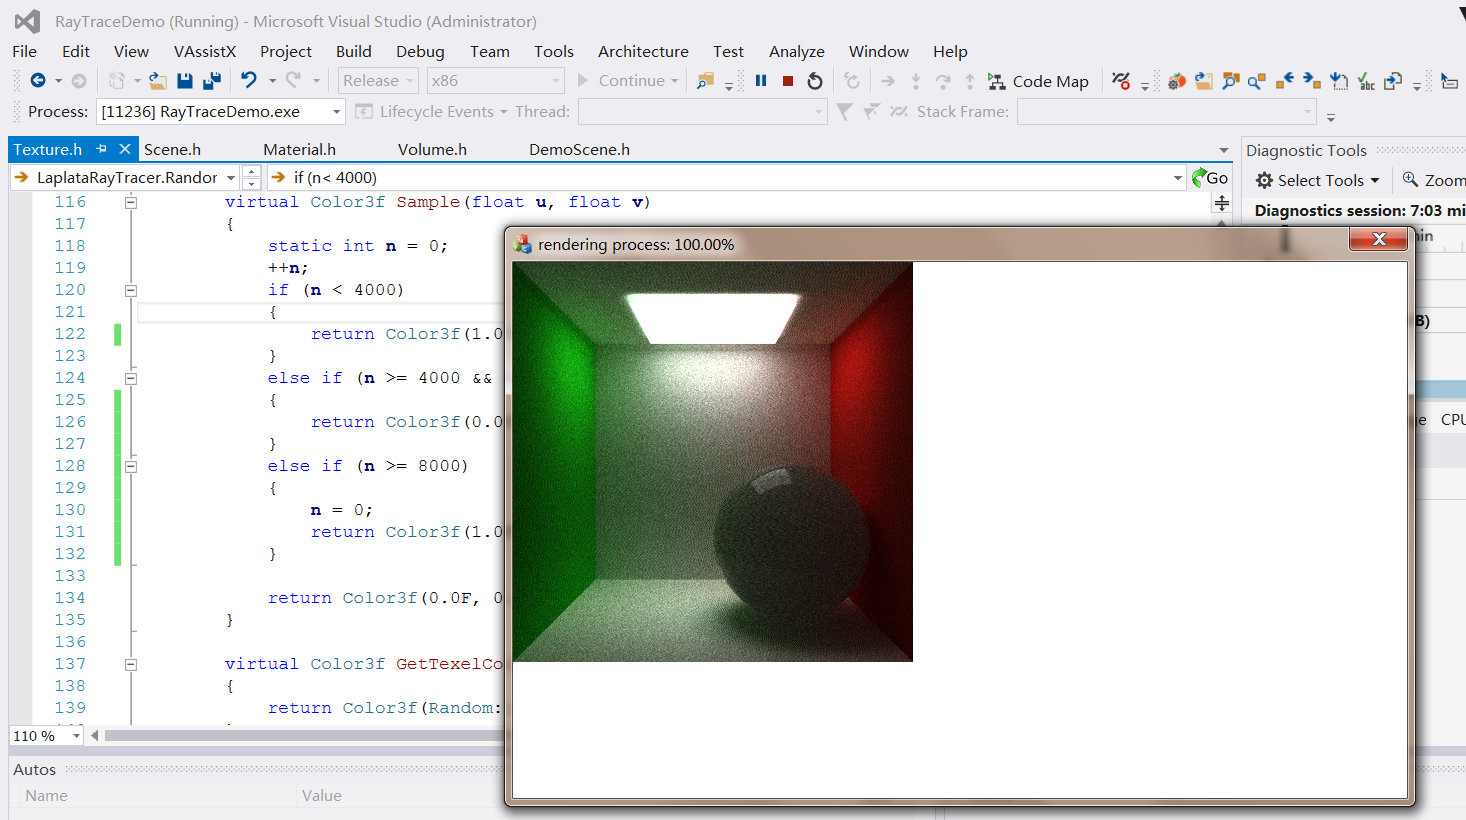 RayTraceDemo (Running) - Microsoft Visual Studio (Administrator)
File Edit View VAssistX Project Build Debug Team Tools Architecture Test Analyze Window Help
Release x86 Continue Code Map
Process: [11236] RayTraceDemo.exe Lifecycle Events Thread: Stack Frame:
Texture.h Scene.h Material.h Volume.h DemoScene.h
Diagnostic Tools
LaplataRayTracer.Randor if (n< 4000) Go
Select Tools Zoom
Diagnostics session: 7:03 mi
116 virtual Color3f Sample(float u, float v)
117 {
118 static int n = 0;
119 ++n;
120 if (n < 4000)
121 {
122 return Color3f(1.0
123 }
124 else if (n >= 4000 &&
125 {
126 return Color3f(0.0
127 }
128 else if (n >= 8000)
129 {
130 n = 0;
131 return Color3f(1.0
132 }
133
134 return Color3f(0.0F, 0
135 }
136
137 virtual Color3f GetTexelCo
138 {
139 return Color3f(Random:
rendering process: 100.00%
B)
CPU
110 %
Autos
Name Value